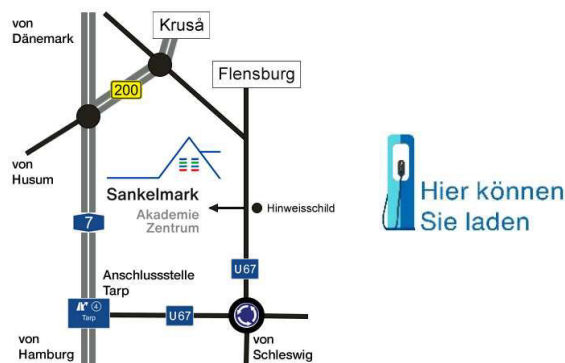 von
Dänemark
Kruså
Flensburg
200
von
Husum
Sankelmark
Akademie
Zentrum
Hinweisschild
7
Anschlussstelle
Tarp
U67
4
Tarp
U67
von
Hamburg
von
Schleswig
Hier können
Sie laden